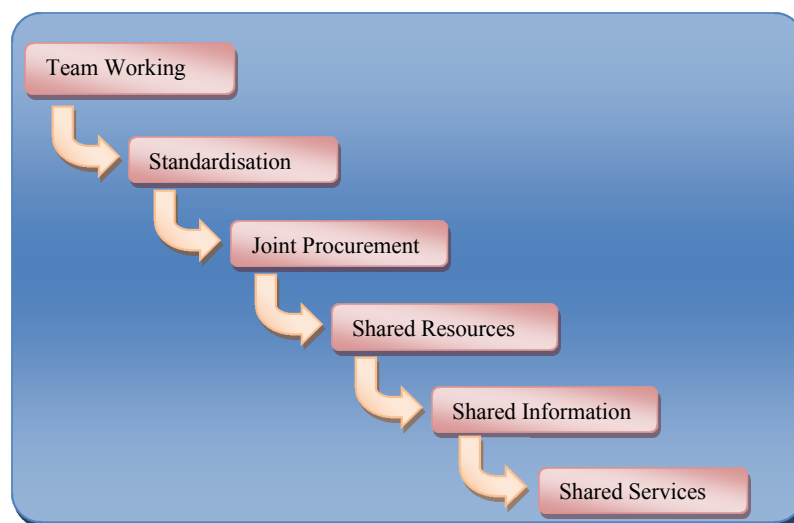 Team Working
Standardisation
Joint Procurement
Shared Resources
Shared Information
Shared Services